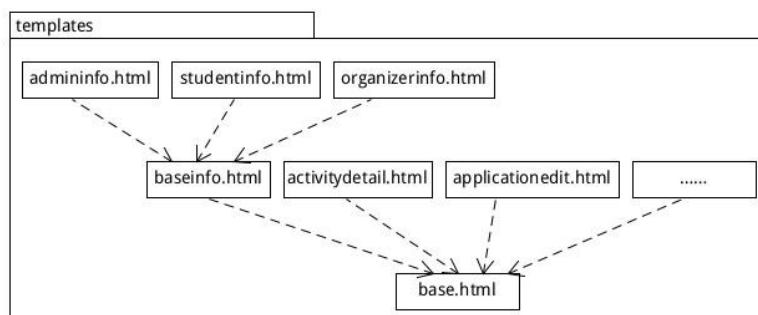 templates
admininfo.html
studentinfo.html
organizerinfo.html
baseinfo.html
activitydetail.html
applicationedit.html
......
base.html